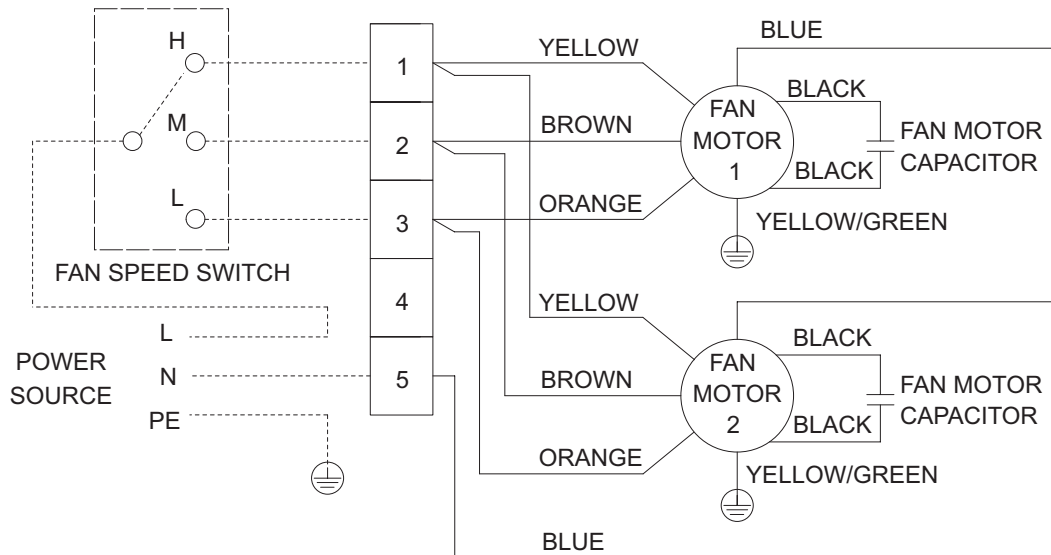 H
M
L
FAN SPEED SWITCH
L
POWER
SOURCE
N
PE
1
2
3
4
5
YELLOW
BROWN
ORANGE
BLUE
FAN
MOTOR
1
BLACK
BLACK
FAN MOTOR
CAPACITOR
YELLOW/GREEN
YELLOW
BROWN
ORANGE
FAN
MOTOR
2
BLACK
BLACK
FAN MOTOR
CAPACITOR
YELLOW/GREEN
BLUE